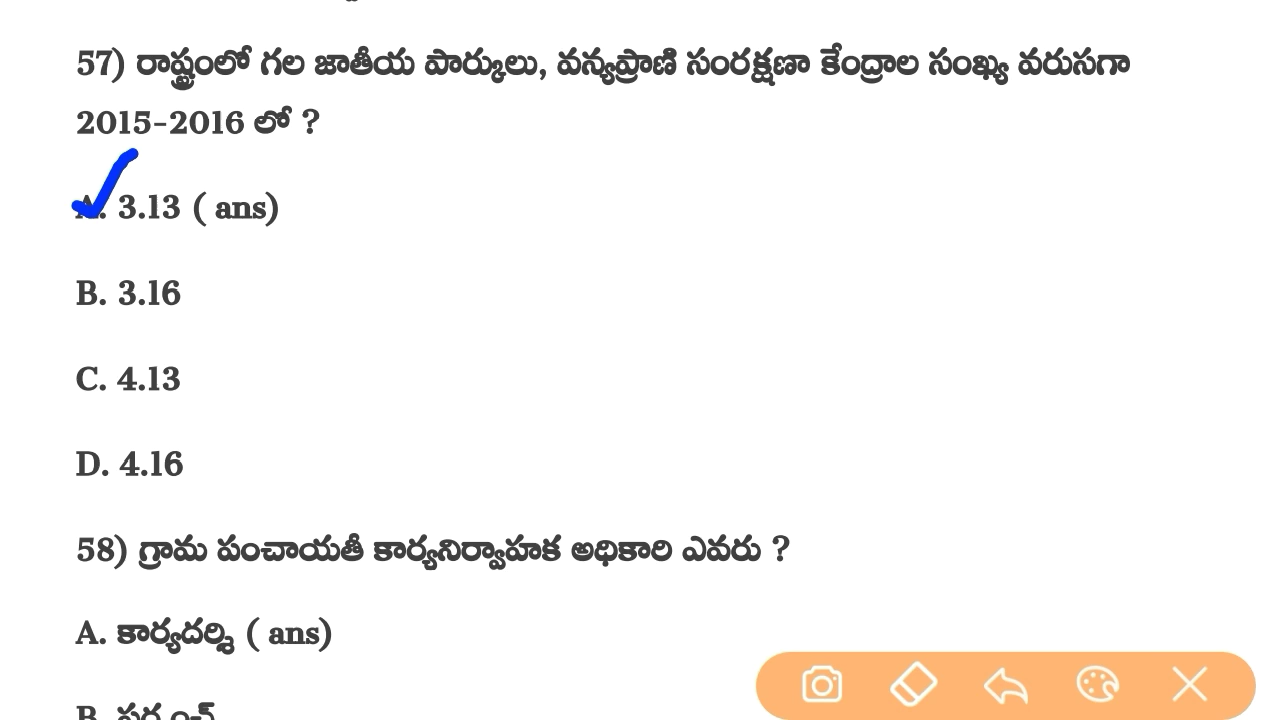 57) రాష్ట్రంలో గల జాతీయ పార్కులు, వన్యప్రాణి సంరక్షణా కేంద్రాల సంఖ్య వరుసగా
2015-2016 లో ?
A. 3.13 ( ans)
B. 3.16
C. 4.13
D. 4.16
58) గ్రామ పంచాయతీ కార్యనిర్వాహక అధికారి ఎవరు ?
A. కార్యదర్శి ( ans)
B.